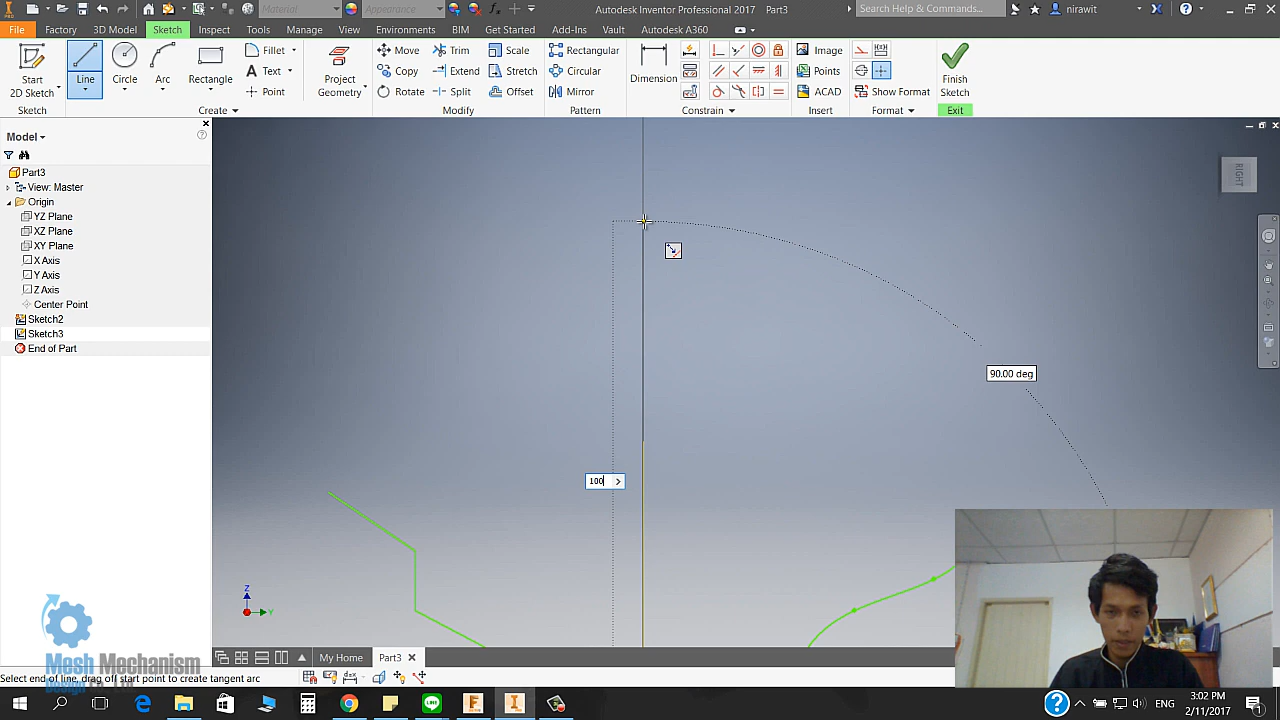 Material
Appearance
Autodesk Inventor Professional 2017 Part3
Search Help & Commands...
nirawit
PRO
File Factory 3D Model Sketch Inspect Tools Manage View Environments BIM Get Started Add-Ins Vault Autodesk A360
Start
2D Sketch
Line
Circle
Arc
Rectangle
Fillet
Text
Point
Project
Geometry
Move
Copy
Rotate
Trim
Extend
Split
Scale
Stretch
Offset
Rectangular
Circular
Mirror
Dimension
Image
Points
ACAD
Show Format
Finish
Sketch
Sketch Create Modify Pattern Constrain Insert Format Exit
Model
Part3
View: Master
Origin
YZ Plane
XZ Plane
XY Plane
X Axis
Y Axis
Z Axis
Center Point
Sketch2
Sketch3
End of Part
RIGHT
90.00 deg
100
Z
Y
My Home Part3
Mesh Mechanism
Select end of line, drag off start point to create tangent arc
ENG
3:02 PM
2/11/2017